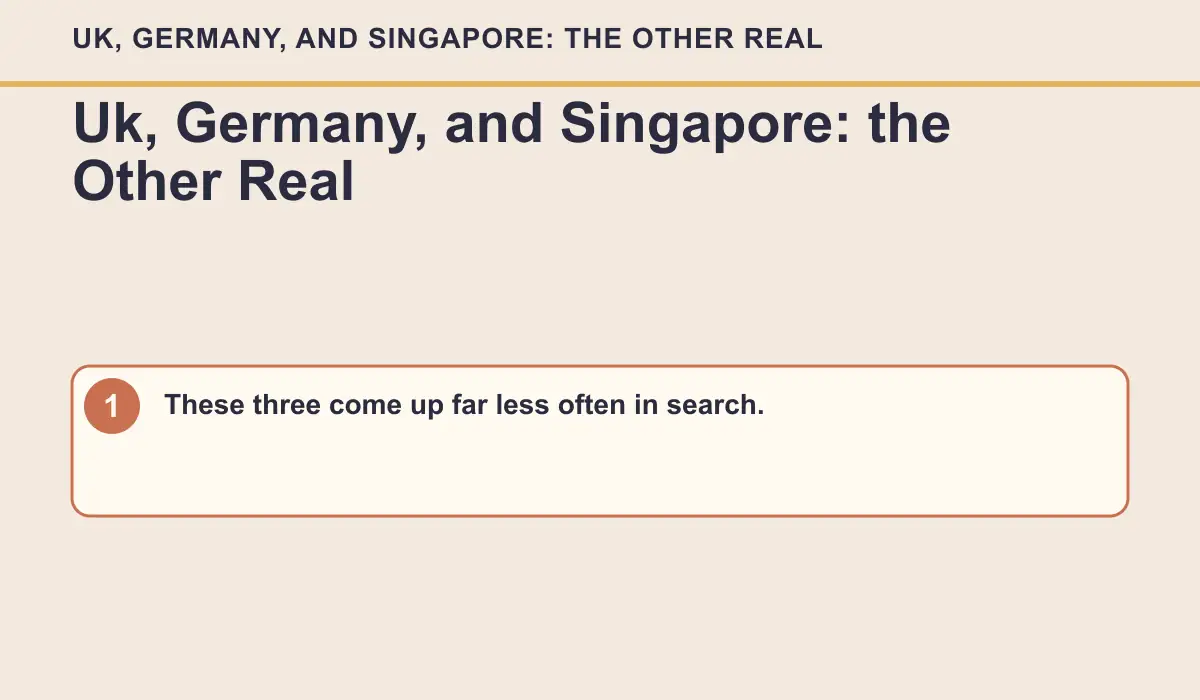 UK, GERMANY, AND SINGAPORE: THE OTHER REAL
Uk, Germany, and Singapore: the
Other Real
1
These three come up far less often in search.